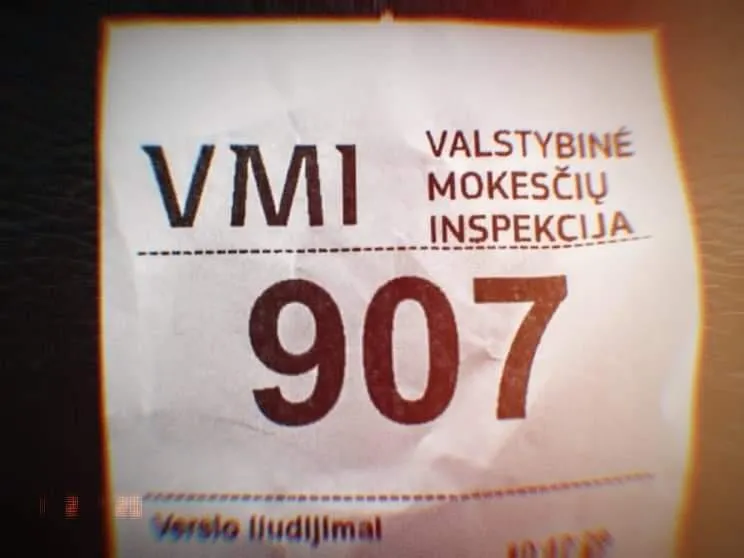 VMI
VALSTYBINĖ
MOKESČIŲ
INSPEKCIJA
907
Verslo liudijimai